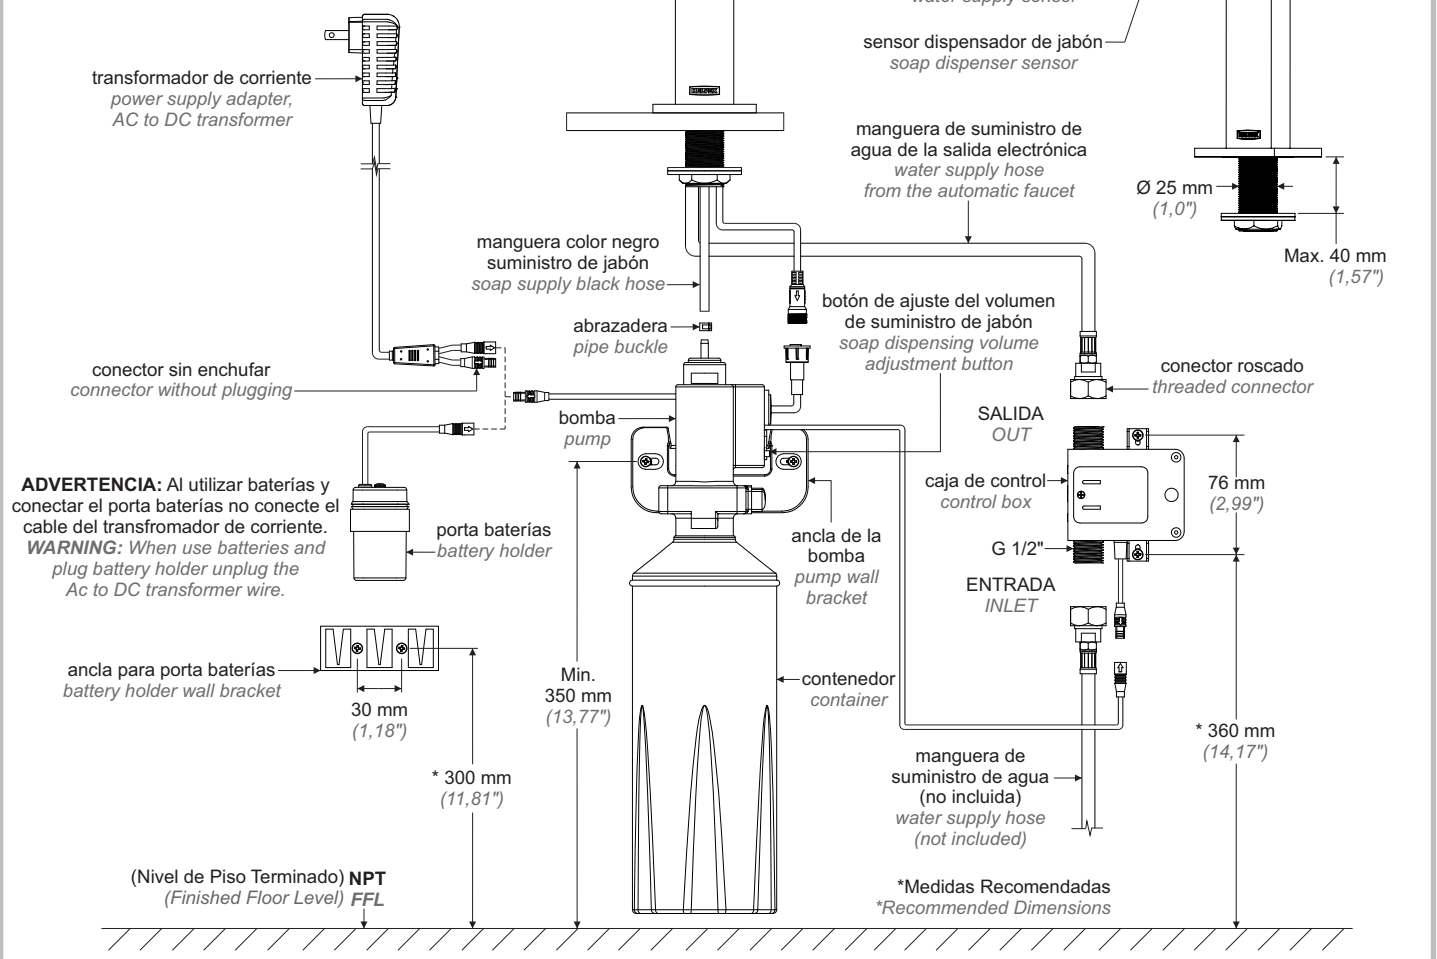 water supply sensor
sensor dispensador de jabón
soap dispenser sensor
transformador de corriente
power supply adapter,
AC to DC transformer
manguera de suministro de
agua de la salida electrónica
water supply hose
from the automatic faucet
Ø 25 mm
(1,0")
Max. 40 mm
(1,57")
manguera color negro
suministro de jabón
soap supply black hose
abrazadera
pipe buckle
botón de ajuste del volumen
de suministro de jabón
soap dispensing volume
adjustment button
conector sin enchufar
connector without plugging
conector roscado
threaded connector
bomba
pump
SALIDA
OUT
caja de control
control box
76 mm
(2,99")
G 1/2"
ENTRADA
INLET
ADVERTENCIA: Al utilizar baterías y
conectar el porta baterías no conecte el
cable del transfromador de corriente.
WARNING: When use batteries and
plug battery holder unplug the
Ac to DC transformer wire.
porta baterías
battery holder
ancla de la
bomba
pump wall
bracket
ancla para porta baterías
battery holder wall bracket
30 mm
(1,18")
Min.
350 mm
(13,77")
contenedor
container
* 300 mm
(11,81")
* 360 mm
(14,17")
manguera de
suministro de agua
(no incluida)
water supply hose
(not included)
(Nivel de Piso Terminado) NPT
(Finished Floor Level) FFL
*Medidas Recomendadas
*Recommended Dimensions